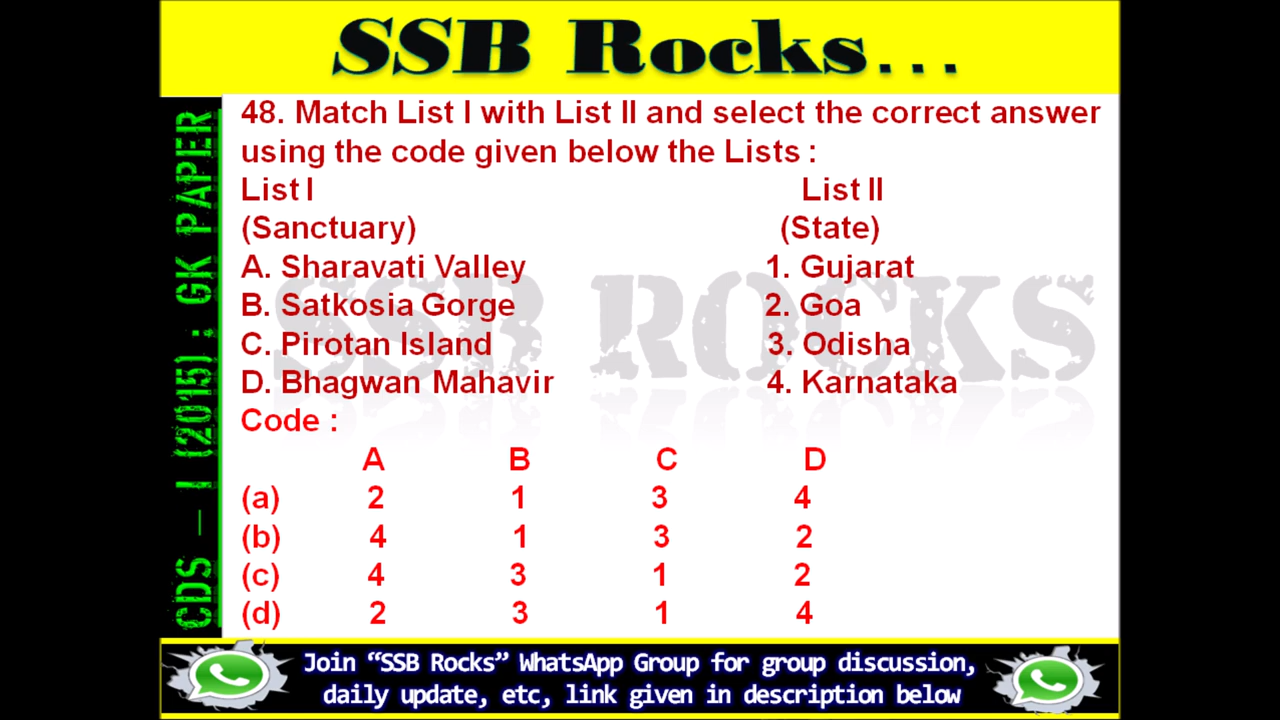 SSB Rocks...
CDS – I (2015) : GK PAPER
SSB ROCKS
48. Match List I with List II and select the correct answer
using the code given below the Lists :
List I List II
(Sanctuary) (State)
A. Sharavati Valley 1. Gujarat
B. Satkosia Gorge 2. Goa
C. Pirotan Island 3. Odisha
D. Bhagwan Mahavir 4. Karnataka
Code :
A B C D
(a) 2 1 3 4
(b) 4 1 3 2
(c) 4 3 1 2
(d) 2 3 1 4
Join “SSB Rocks” WhatsApp Group for group discussion,
daily update, etc, link given in description below